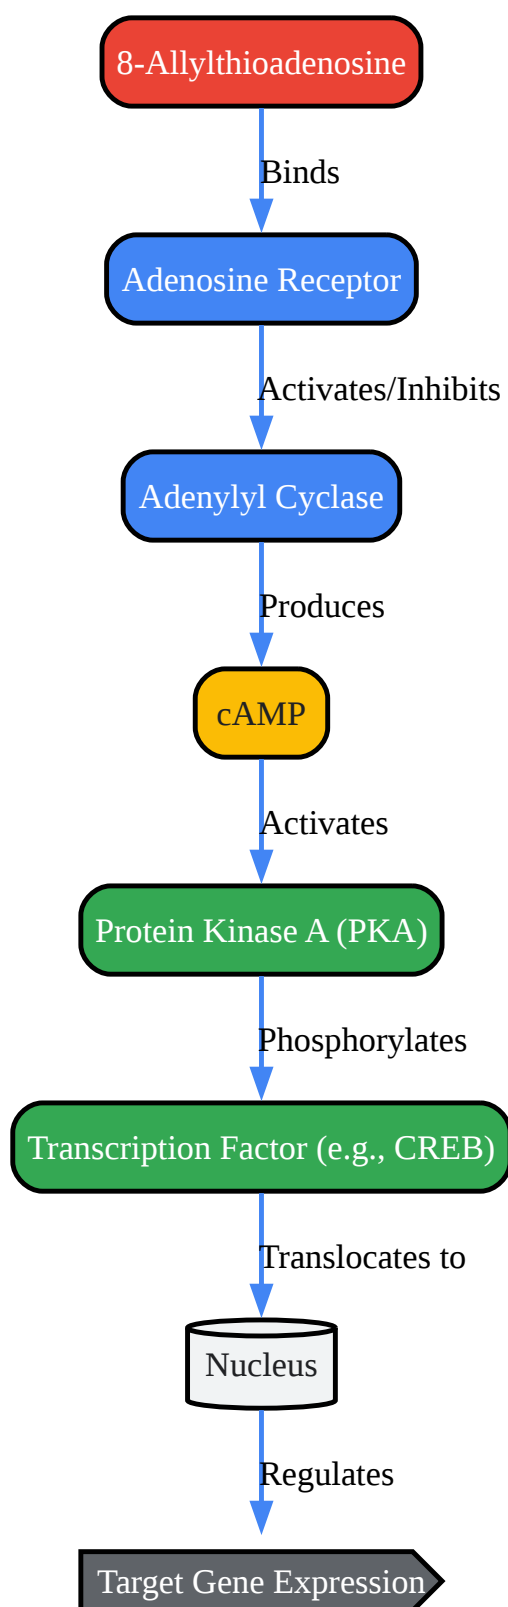 8-Allylthioadenosine
Binds
Adenosine Receptor
Activates/Inhibits
Adenylyl Cyclase
Produces
cAMP
Activates
Protein Kinase A (PKA)
Phosphorylates
Transcription Factor (e.g., CREB)
Translocates to
Nucleus
Regulates
Target Gene Expression